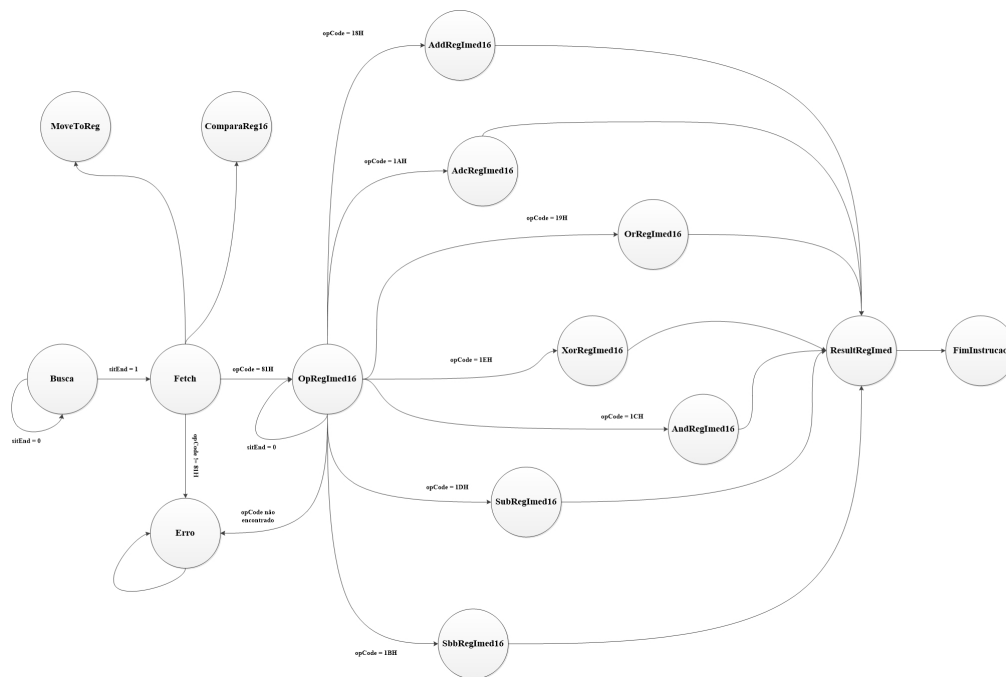 opCode = 18H
AddRegImed16
MoveToReg
ComparaReg16
opCode = 1AH
AdcRegImed16
opCode = 19H
OrRegImed16
XorRegImed16
ResultRegImed
FimInstrucao
opCode = 1EH
Busca
sitEnd = 1
Fetch
opCode = 81H
OpRegImed16
opCode = 1CH
AndRegImed16
sitEnd = 0
sitEnd = 0
opCode != 81H
opCode = 1DH
SubRegImed16
opCode não
encontrado
Erro
SbbRegImed16
opCode = 1BH